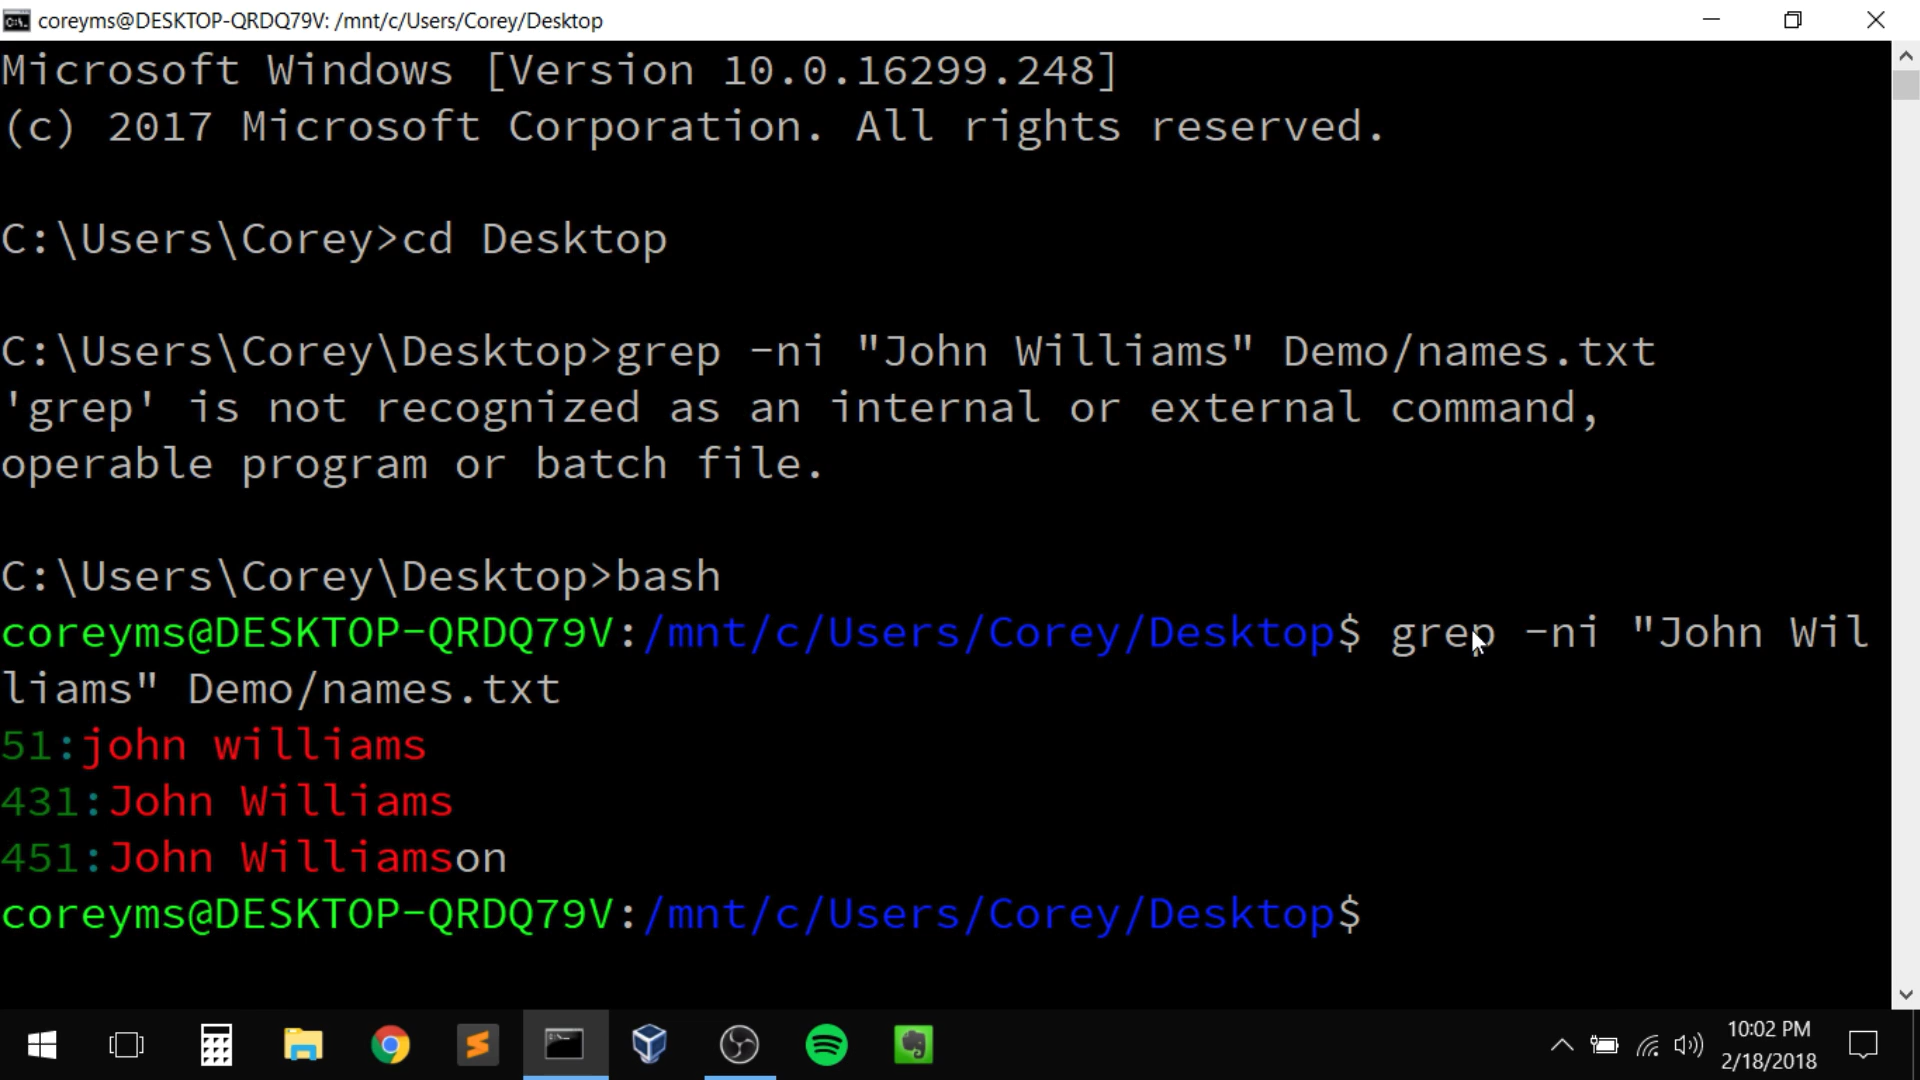 coreyms@DESKTOP-QRDQ79V: /mnt/c/Users/Corey/Desktop
Microsoft Windows [Version 10.0.16299.248]
(c) 2017 Microsoft Corporation. All rights reserved.
C:\Users\Corey>cd Desktop
C:\Users\Corey\Desktop>grep -ni "John Williams" Demo/names.txt
'grep' is not recognized as an internal or external command,
operable program or batch file.
C:\Users\Corey\Desktop>bash
coreyms@DESKTOP-QRDQ79V:/mnt/c/Users/Corey/Desktop$ grep -ni "John Wil
liams" Demo/names.txt
51:john williams
431:John Williams
451:John Williamson
coreyms@DESKTOP-QRDQ79V:/mnt/c/Users/Corey/Desktop$
10:02 PM
2/18/2018